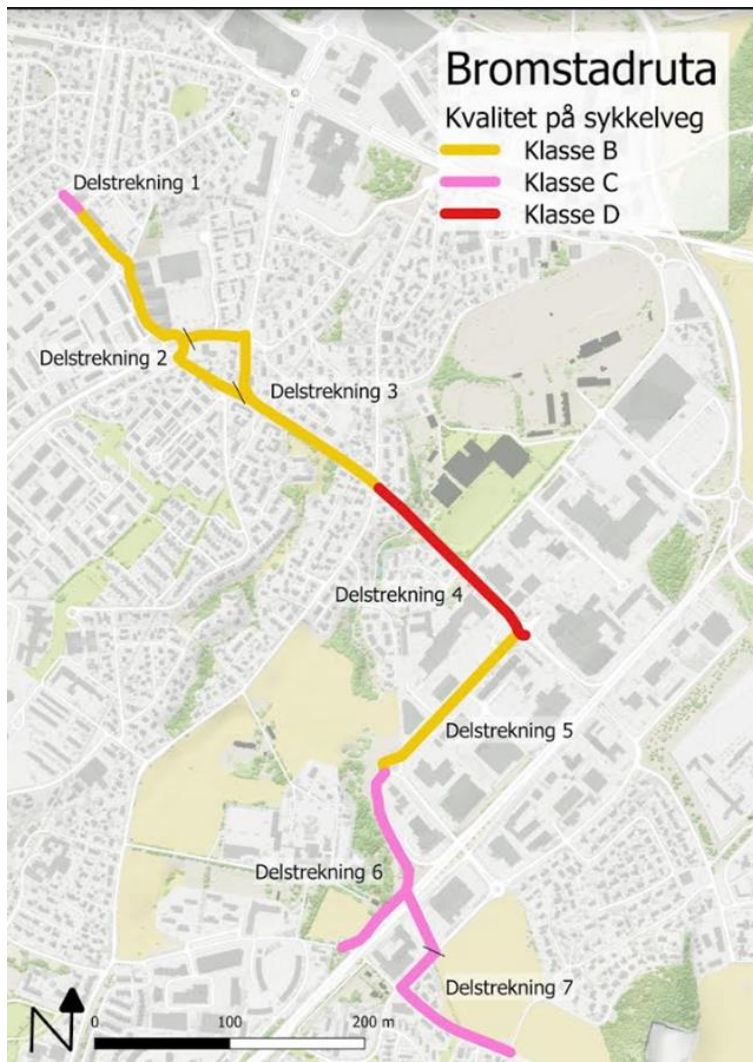 Bromstadruta
Kvalitet på sykkelveg
Klasse B
Klasse C
Klasse D
Delstrekning 1
Delstrekning 2
Delstrekning 3
Delstrekning 4
Delstrekning 5
Delstrekning 6
Delstrekning 7
N
0 100 200 m